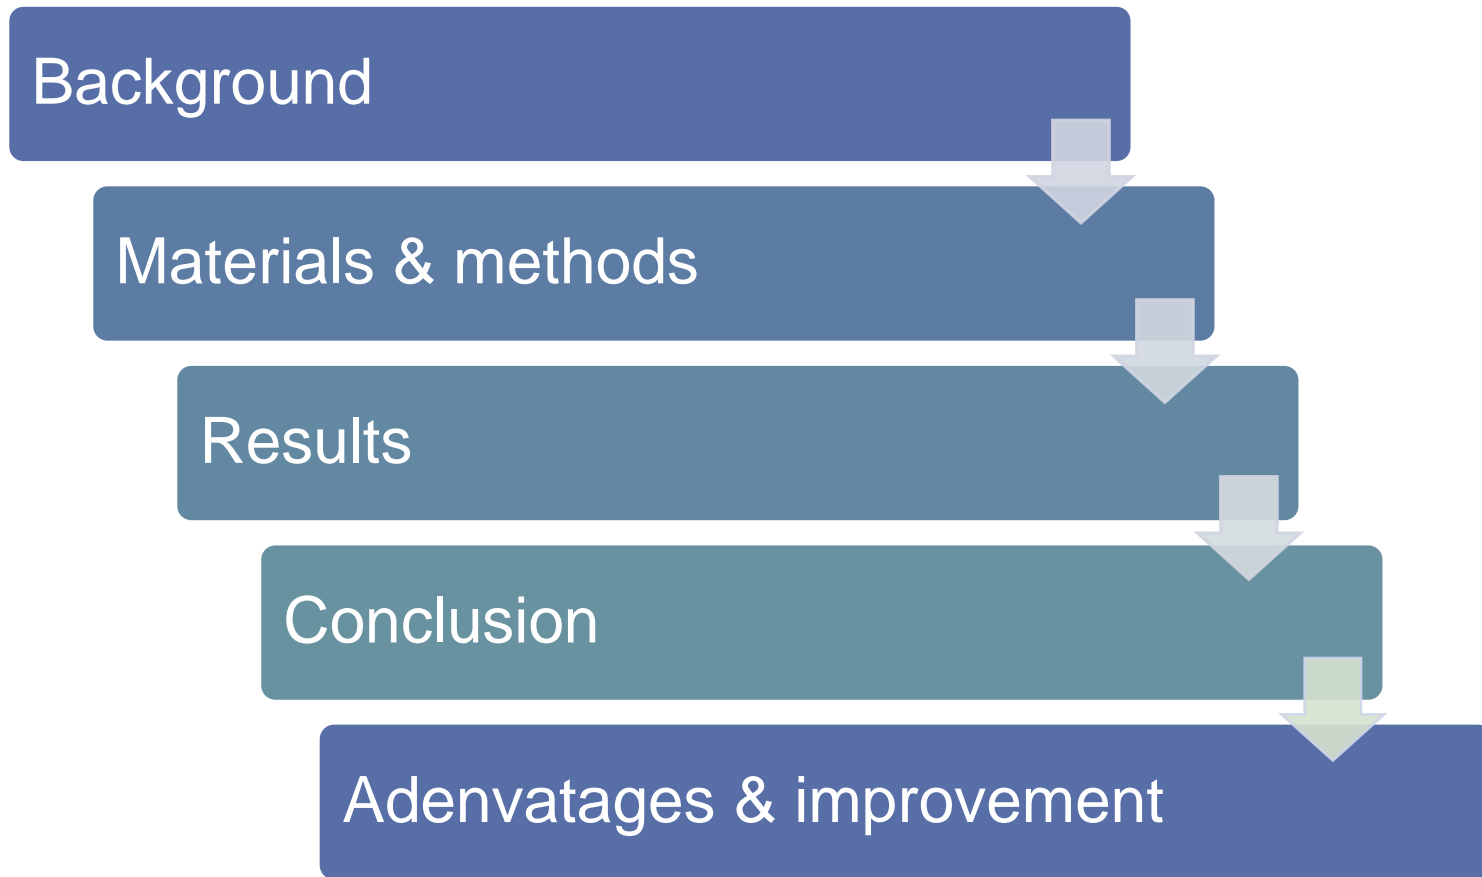 Background
Materials & methods
Results
Conclusion
Adenvatages & improvement